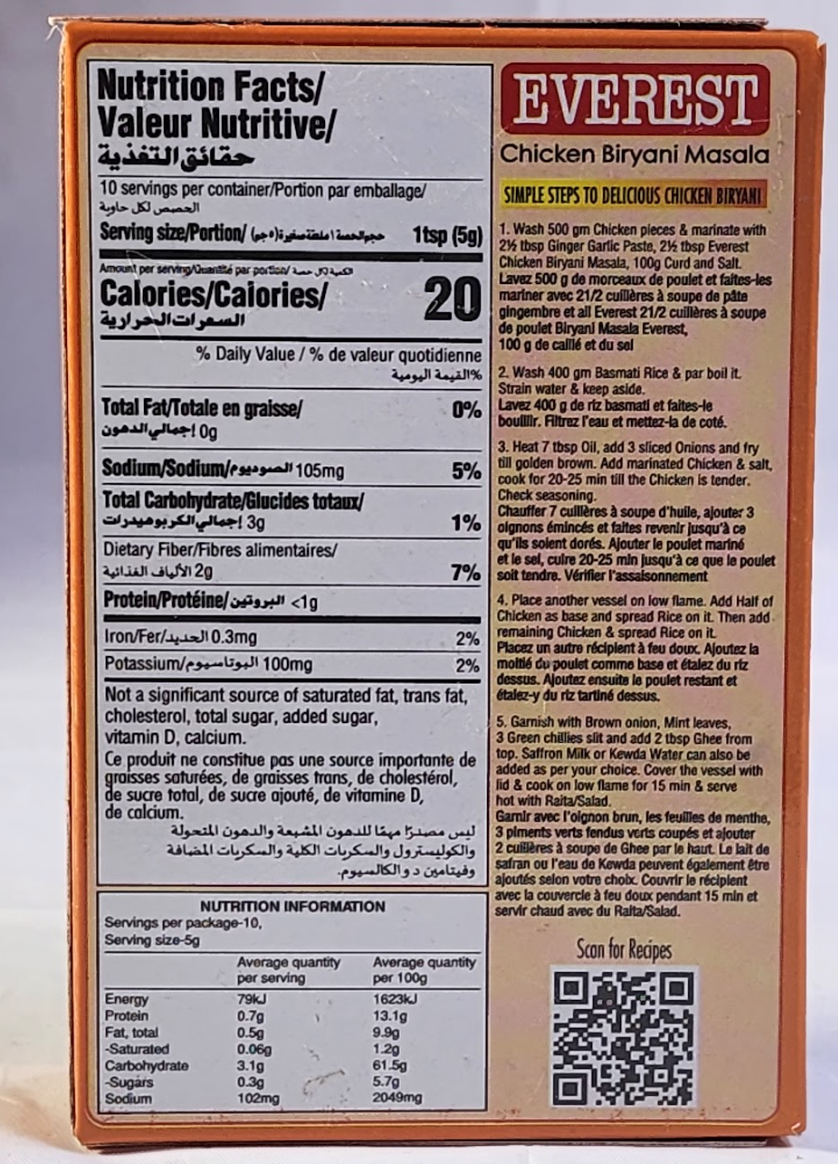 Nutrition Facts/
Valeur Nutritive/
حقائق التغذية
10 servings per container/Portion par emballage/
الحصص لكل حاوية
Serving size/Portion/ حجم الحصة ا ملعقة صغيرة (٥ جم) 1tsp (5g)
Amount per serving/Quantité par portion/ الكمية لكل حصة
Calories/Calories/ 20
السعرات الحرارية
% Daily Value / % de valeur quotidienne
%القيمة اليومية
Total Fat/Totale en graisse/ 0%
إجمالي الدهون 0g
Sodium/Sodium/الصوديوم 105mg 5%
Total Carbohydrate/Glucides totaux/
إجمالي الكربوهيدرات 3g 1%
Dietary Fiber/Fibres alimentaires/
الألياف الغذائية 2g 7%
Protein/Protéine/البروتين <1g
Iron/Fer/الحديد 0.3mg 2%
Potassium/البوتاسيوم 100mg 2%
Not a significant source of saturated fat, trans fat,
cholesterol, total sugar, added sugar,
vitamin D, calcium.
Ce produit ne constitue pas une source importante de
graisses saturées, de graisses trans, de cholestérol,
de sucre total, de sucre ajouté, de vitamine D,
de calcium.
ليس مصدرًا مهمًا للدهون المشبعة والدهون المتحولة
والكوليسترول والسكريات الكلية والسكريات المضافة
وفيتامين د و الكالسيوم.
NUTRITION INFORMATION
Servings per package-10,
Serving size-5g
Average quantity per serving Average quantity per 100g
Energy 79kJ 1623kJ
Protein 0.7g 13.1g
Fat, total 0.5g 9.9g
-Saturated 0.06g 1.2g
Carbohydrate 3.1g 61.5g
-Sugars 0.3g 5.7g
Sodium 102mg 2049mg
EVEREST
Chicken Biryani Masala
SIMPLE STEPS TO DELICIOUS CHICKEN BIRYANI
1. Wash 500 gm Chicken pieces & marinate with
2½ tbsp Ginger Garlic Paste, 2½ tbsp Everest
Chicken Biryani Masala, 100g Curd and Salt.
Lavez 500 g de morceaux de poulet et faites-les
mariner avec 21/2 cuillères à soupe de pâte
gingembre et ail Everest 21/2 cuillères à soupe
de poulet Biryani Masala Everest,
100 g de caillé et du sel
2. Wash 400 gm Basmati Rice & par boil it.
Strain water & keep aside.
Lavez 400 g de riz basmati et faites-le
bouillir. Filtrez l'eau et mettez-la de coté.
3. Heat 7 tbsp Oil, add 3 sliced Onions and fry
till golden brown. Add marinated Chicken & salt,
cook for 20-25 min till the Chicken is tender.
Check seasoning.
Chauffer 7 cuillères à soupe d'huile, ajouter 3
oignons émincés et faites revenir jusqu'à ce
qu'ils soient dorés. Ajouter le poulet mariné
et le sel, cuire 20-25 min jusqu'à ce que le poulet
soit tendre. Vérifier l'assaisonnement
4. Place another vessel on low flame. Add Half of
Chicken as base and spread Rice on it. Then add
remaining Chicken & spread Rice on it.
Placez un autre récipient à feu doux. Ajoutez la
moitié du poulet comme base et étalez du riz
dessus. Ajoutez ensuite le poulet restant et
étalez-y du riz tartiné dessus.
5. Garnish with Brown onion, Mint leaves,
3 Green chillies slit and add 2 tbsp Ghee from
top. Saffron Milk or Kewda Water can also be
added as per your choice. Cover the vessel with
lid & cook on low flame for 15 min & serve
hot with Raita/Salad.
Garnir avec l'oignon brun, les feuilles de menthe,
3 piments verts fendus verts coupés et ajouter
2 cuillères à soupe de Ghee par le haut. Le lait de
safran ou l'eau de Kewda peuvent également être
ajoutés selon votre choix. Couvrir le récipient
avec la couvercle à feu doux pendant 15 min et
servir chaud avec du Raita/Salad.
Scan for Recipes